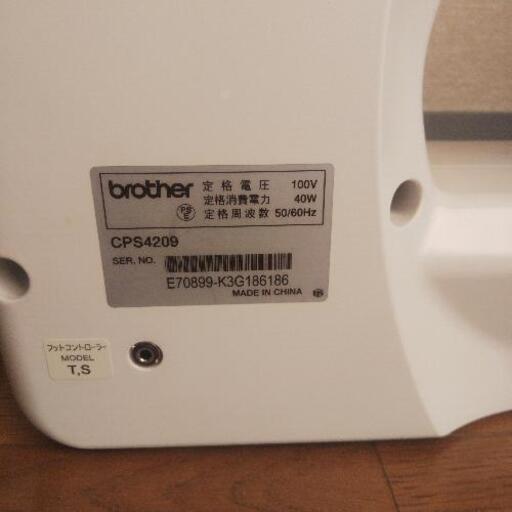 brother
定格電圧 100V
定格消費電力 40W
定格周波数 50/60Hz
PS
E
CPS4209
SER. NO.
E70899-K3G186186
MADE IN CHINA
フットコントローラー
MODEL
T,S